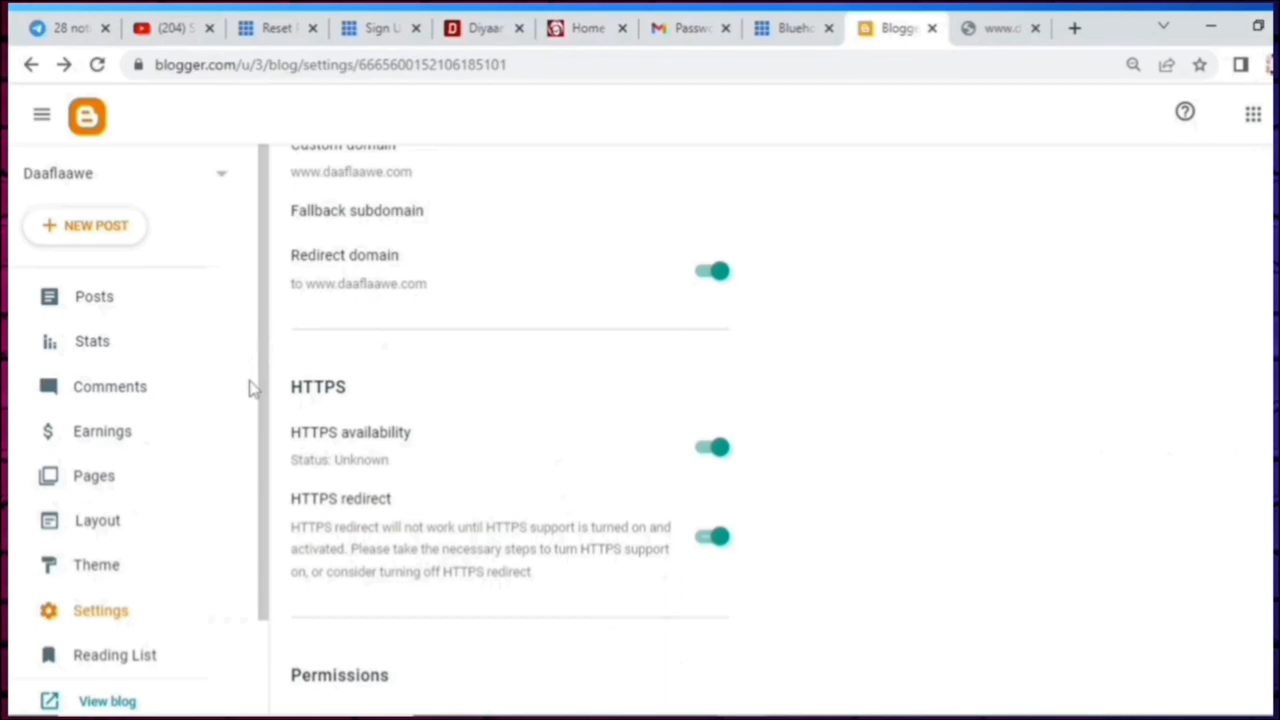 28 not
(204) S
Reset
Sign U
Diyaar
Home
Passw
Blueho
Blogge
www.d
blogger.com/u/3/blog/settings/6665600152106185101
Daaflaawe
NEW POST
Posts
Stats
Comments
Earnings
Pages
Layout
Theme
Settings
Reading List
View blog
Custom domain
www.daaflaawe.com
Fallback subdomain
Redirect domain
to www.daaflaawe.com
HTTPS
HTTPS availability
Status: Unknown
HTTPS redirect
HTTPS redirect will not work until HTTPS support is turned on and
activated. Please take the necessary steps to turn HTTPS support
on, or consider turning off HTTPS redirect
Permissions